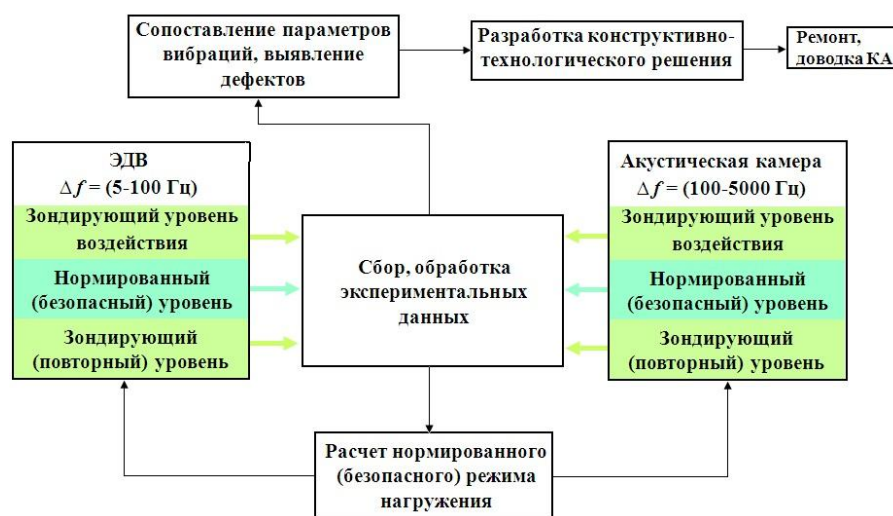 Сопоставление параметров
вибраций, выявление
дефектов
Разработка конструктивно-
технологического решения
Ремонт,
доводка КА
ЭДВ
Δf = (5-100 Гц)
Зондирующий уровень
воздействия
Нормированный
(безопасный) уровень
Зондирующий
(повторный) уровень
Сбор, обработка
экспериментальных
данных
Акустическая камера
Δf = (100-5000 Гц)
Зондирующий уровень
воздействия
Нормированный
(безопасный) уровень
Зондирующий
(повторный) уровень
Расчет нормированного
(безопасного) режима
нагружения